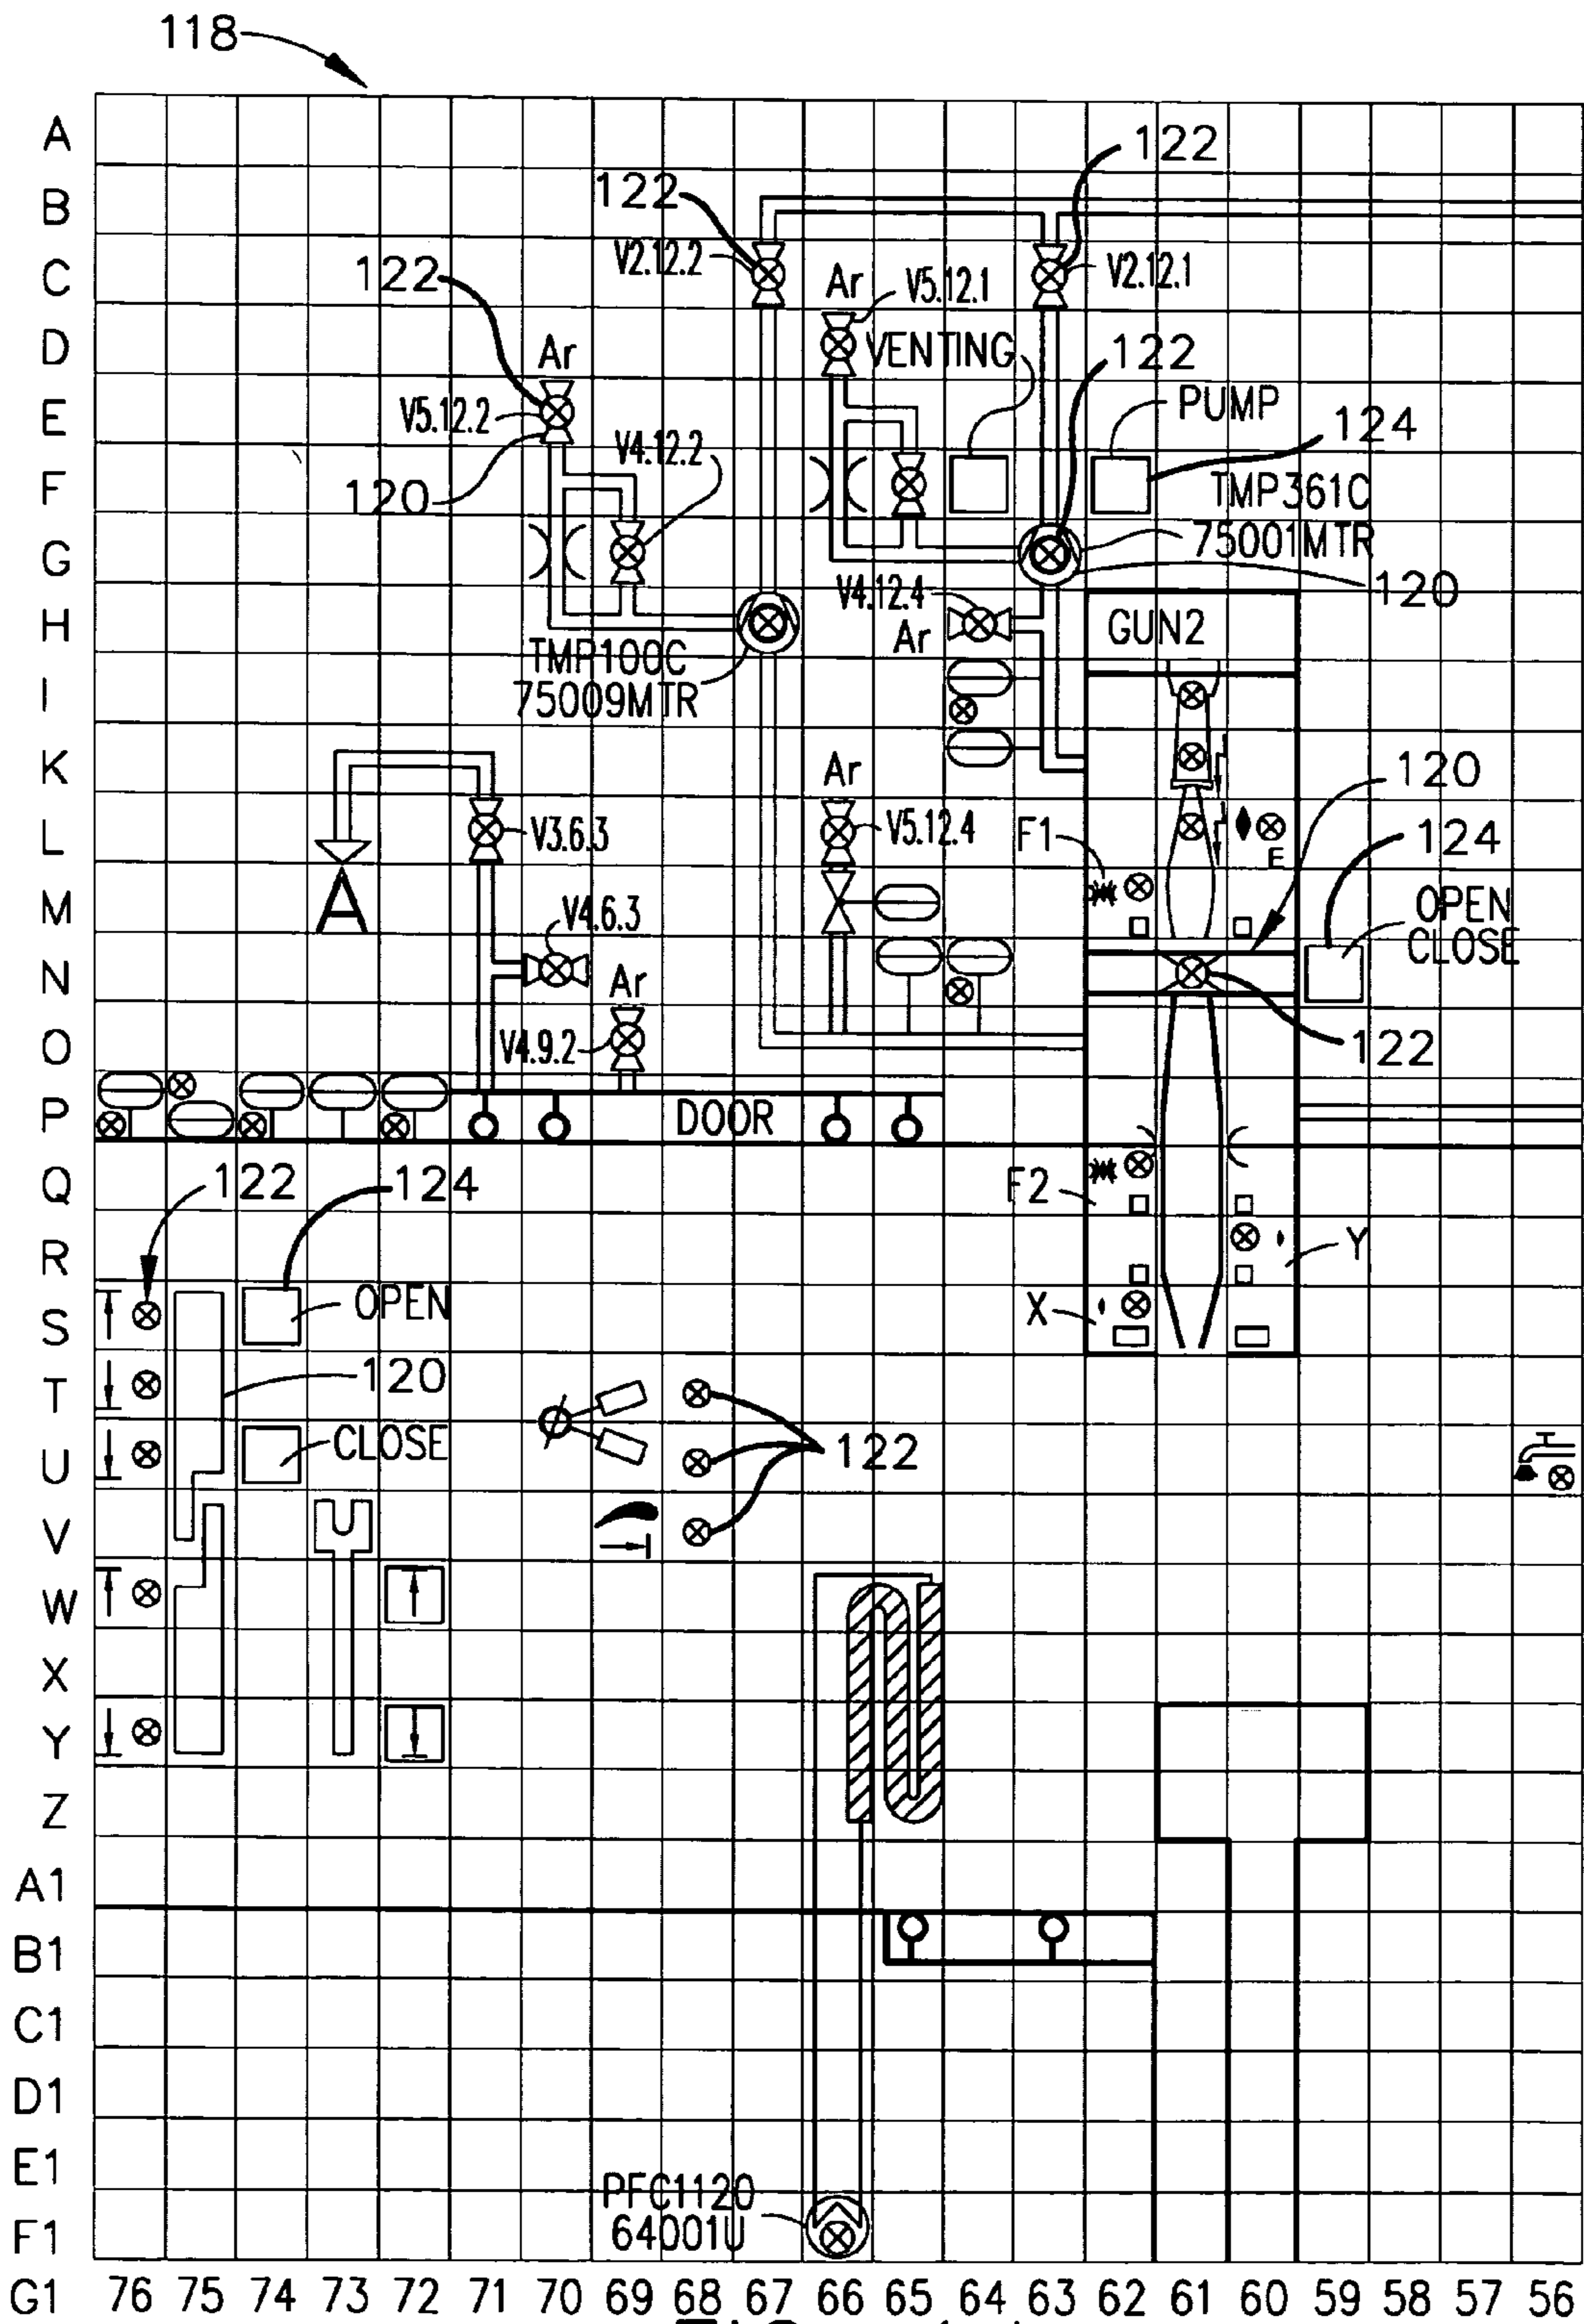 118
A
122
B
122
V2.12.2
V2.12.1
C
122
Ar
V5.12.1
D
Ar
VENTING
122
E
V5.12.2
PUMP
124
V4.12.2
F
120
TMP361C
75001MTR
G
V4.12.4
120
H
Ar
GUN2
TMP100C
75009MTR
I
K
Ar
120
L
V3.6.3
V5.12.4
F1
124
E
M
A
V4.6.3
OPEN
CLOSE
N
Ar
O
V4.9.2
122
P
DOOR
Q
122
124
F2
R
Y
S
OPEN
X
T
120
U
CLOSE
122
V
W
X
Y
Z
A1
B1
C1
D1
E1
PFC1120
64001U
F1
G1 76 75 74 73 72 71 70 69 68 67 66 65 64 63 62 61 60 59 58 57 56